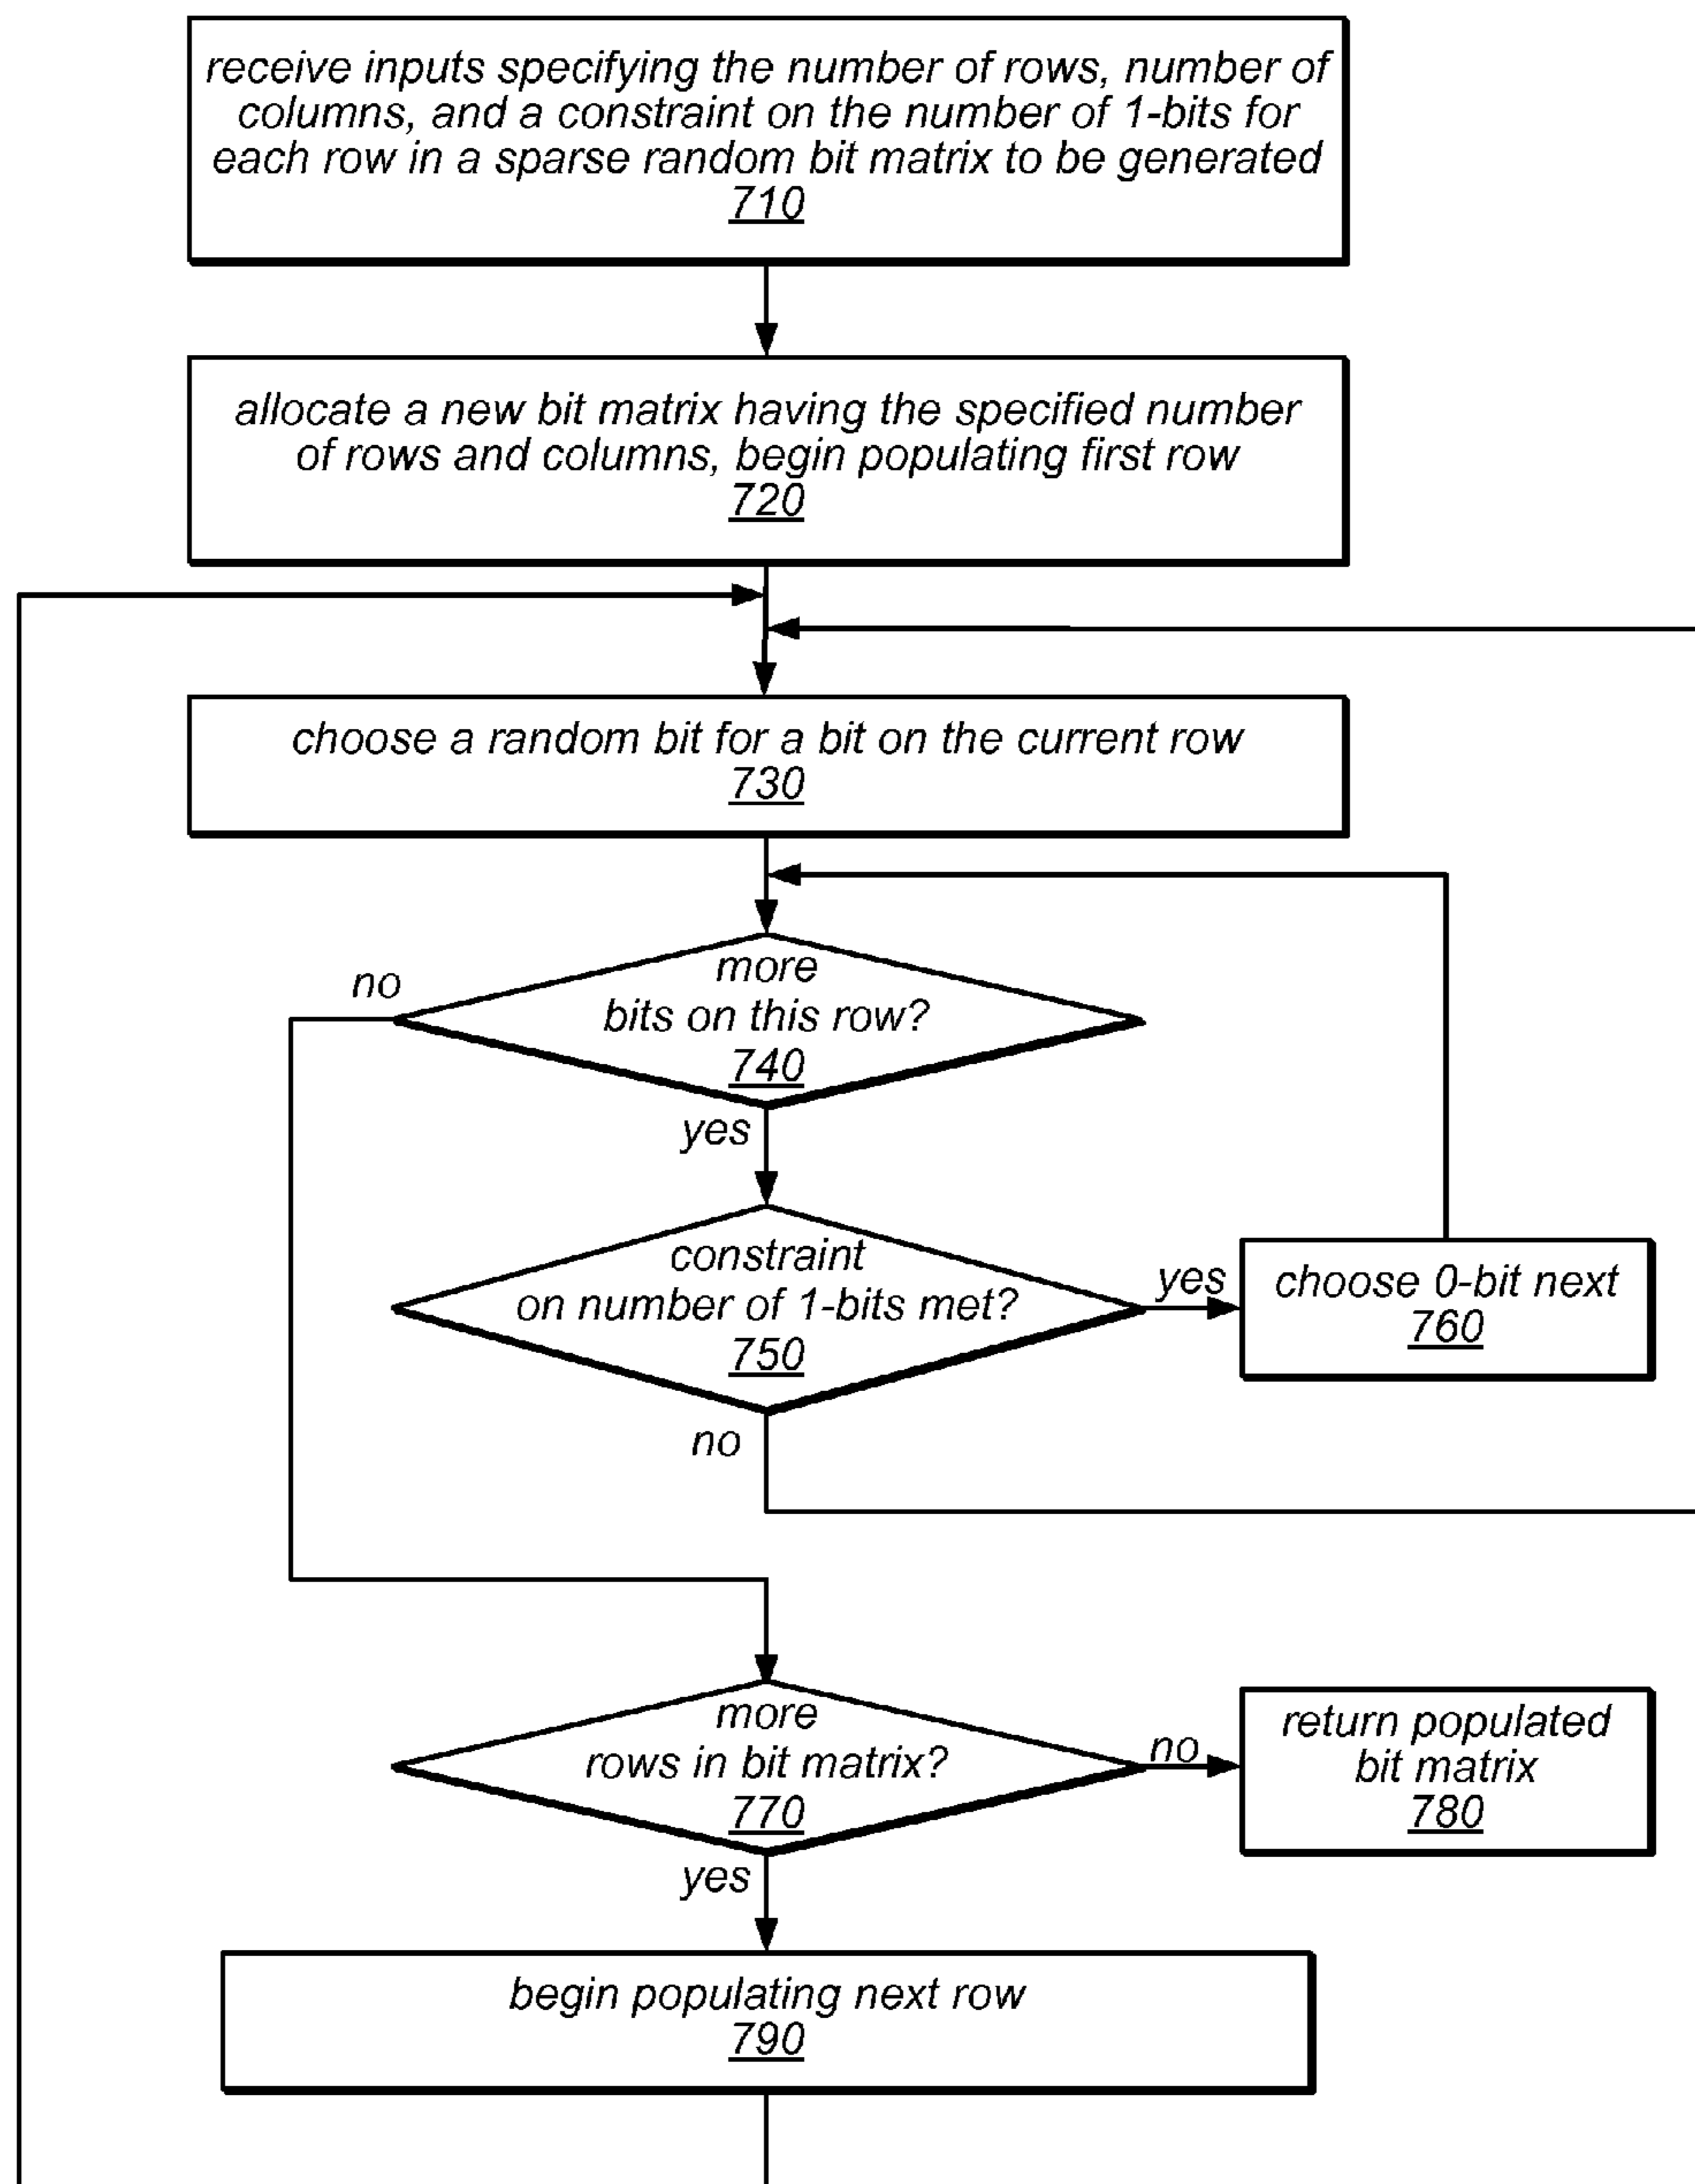 receive inputs specifying the number of rows, number of
columns, and a constraint on the number of 1-bits for
each row in a sparse random bit matrix to be generated
710
allocate a new bit matrix having the specified number
of rows and columns, begin populating first row
720
choose a random bit for a bit on the current row
730
no
more
bits on this row?
740
yes
constraint
on number of 1-bits met?
750
yes
choose 0-bit next
760
no
more
rows in bit matrix?
770
no
return populated
bit matrix
780
yes
begin populating next row
790